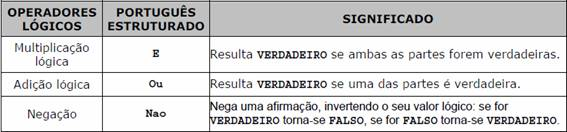 OPERADORES LÓGICOS PORTUGUÊS ESTRUTURADO SIGNIFICADO
Multiplicação lógica E Resulta VERDADEIRO se ambas as partes forem verdadeiras.
Adição lógica Ou Resulta VERDADEIRO se uma das partes é verdadeira.
Negação Nao Nega uma afirmação, invertendo o seu valor lógico: se for
VERDADEIRO torna-se FALSO, se for FALSO torna-se VERDADEIRO.